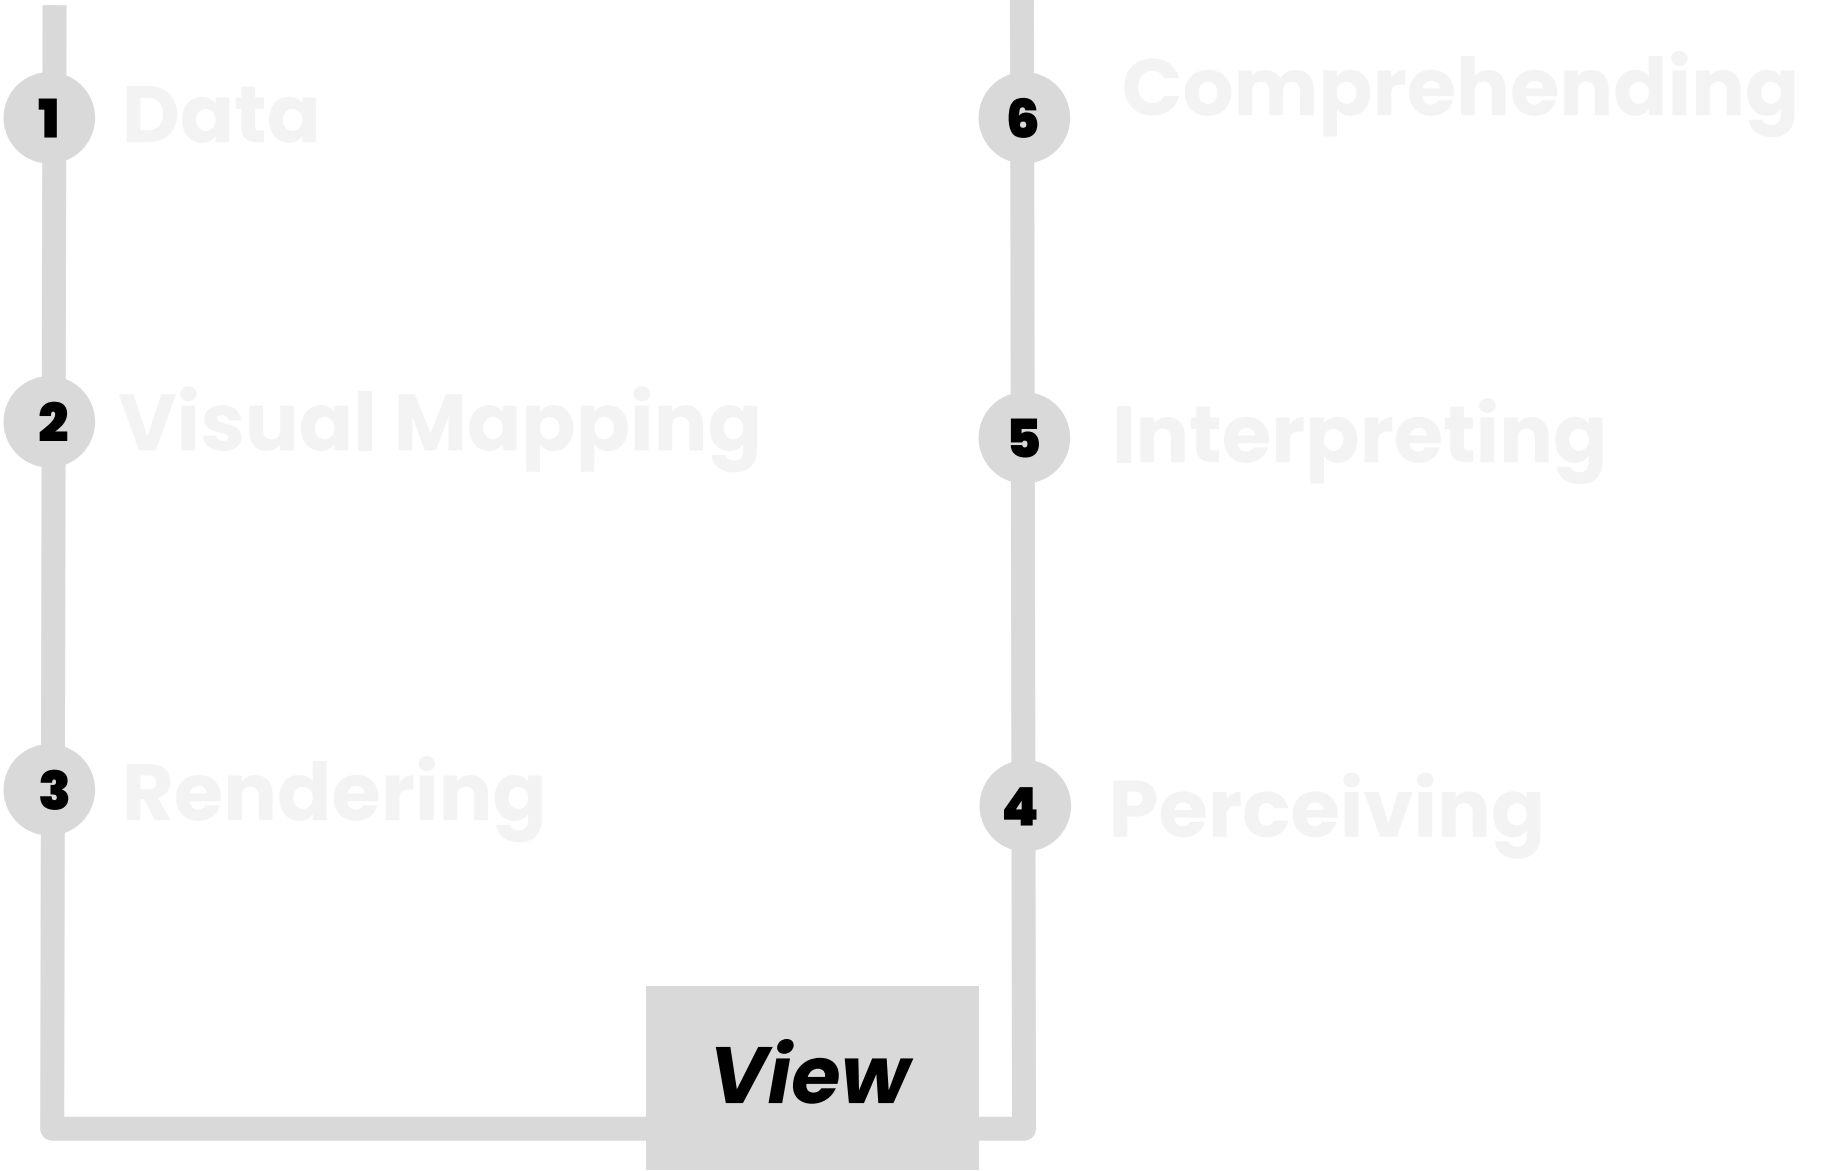 1 Data
2 Visual Mapping
3 Rendering
View
4 Perceiving
5 Interpreting
6 Comprehending